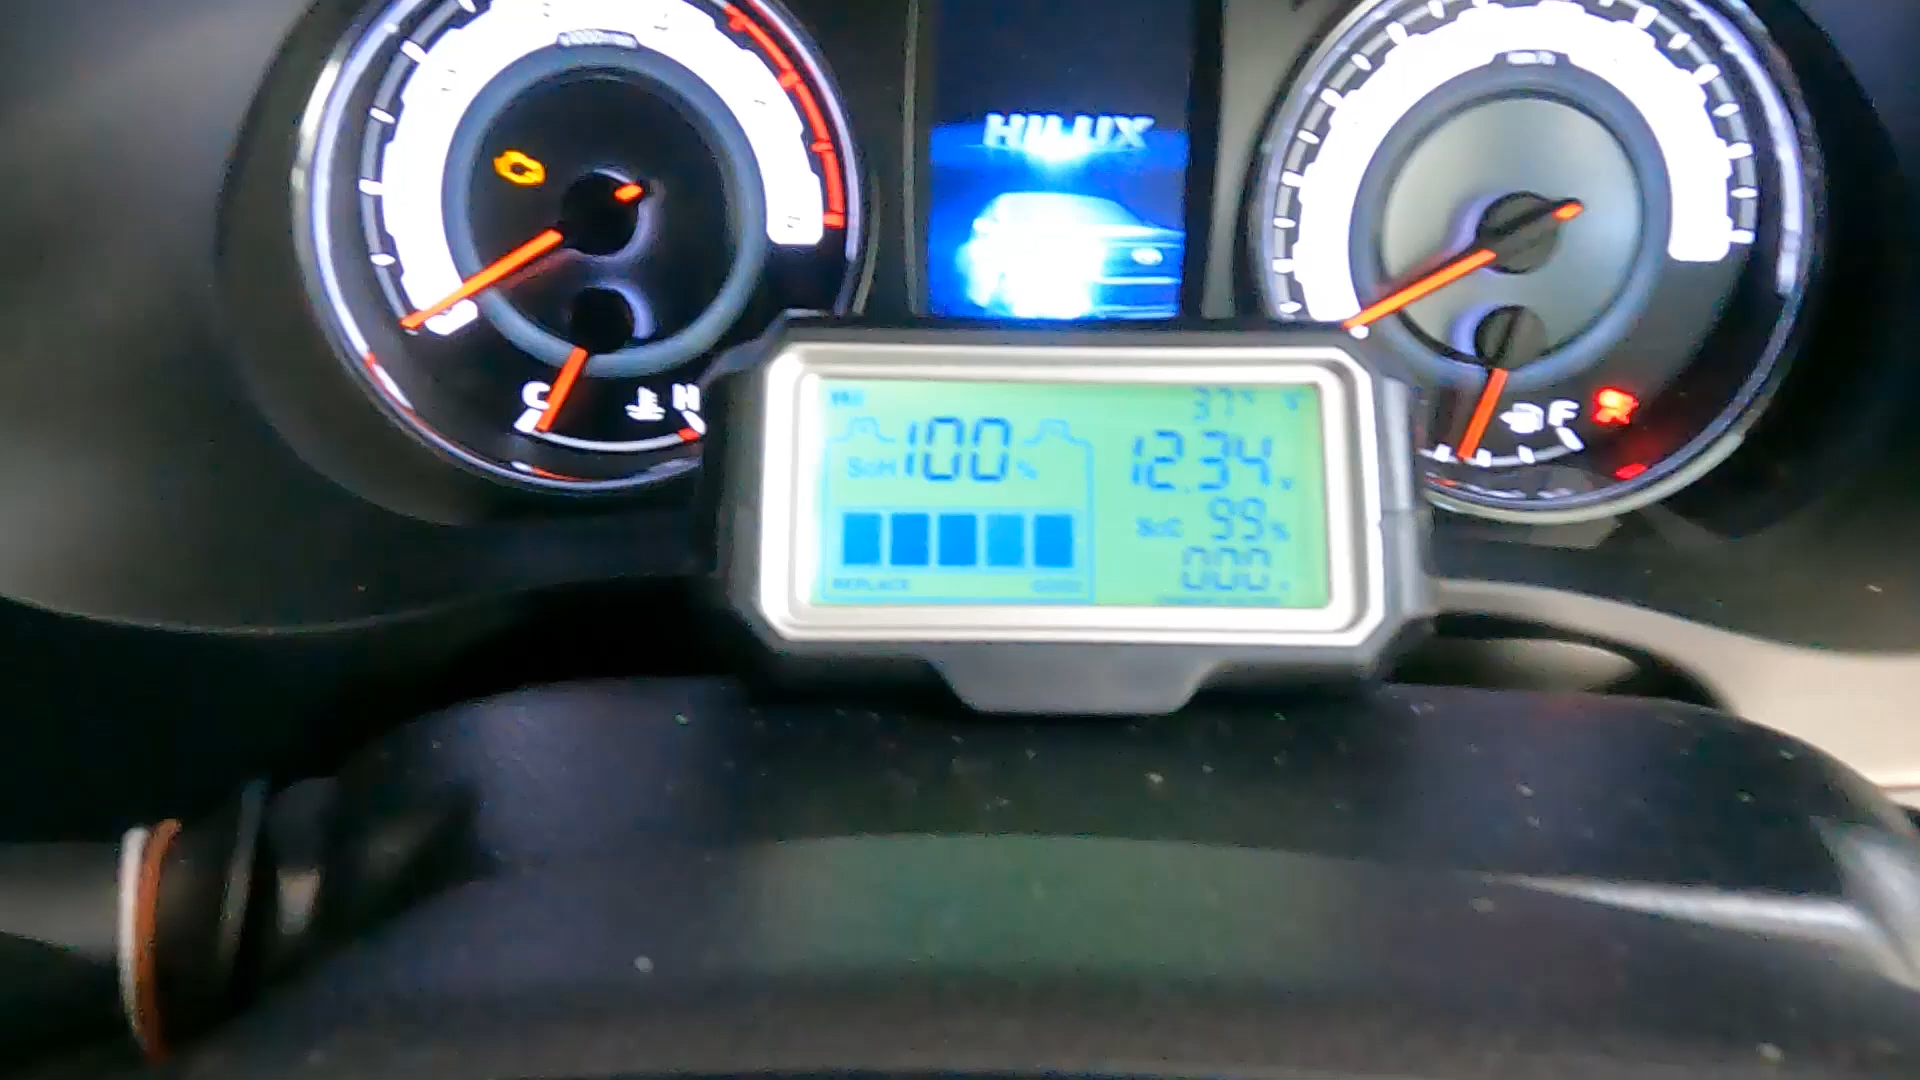 HILUX
C H
F
37°
SoH 100 %
12.34 v
SoC 99 %
000
REPLACE GOOD